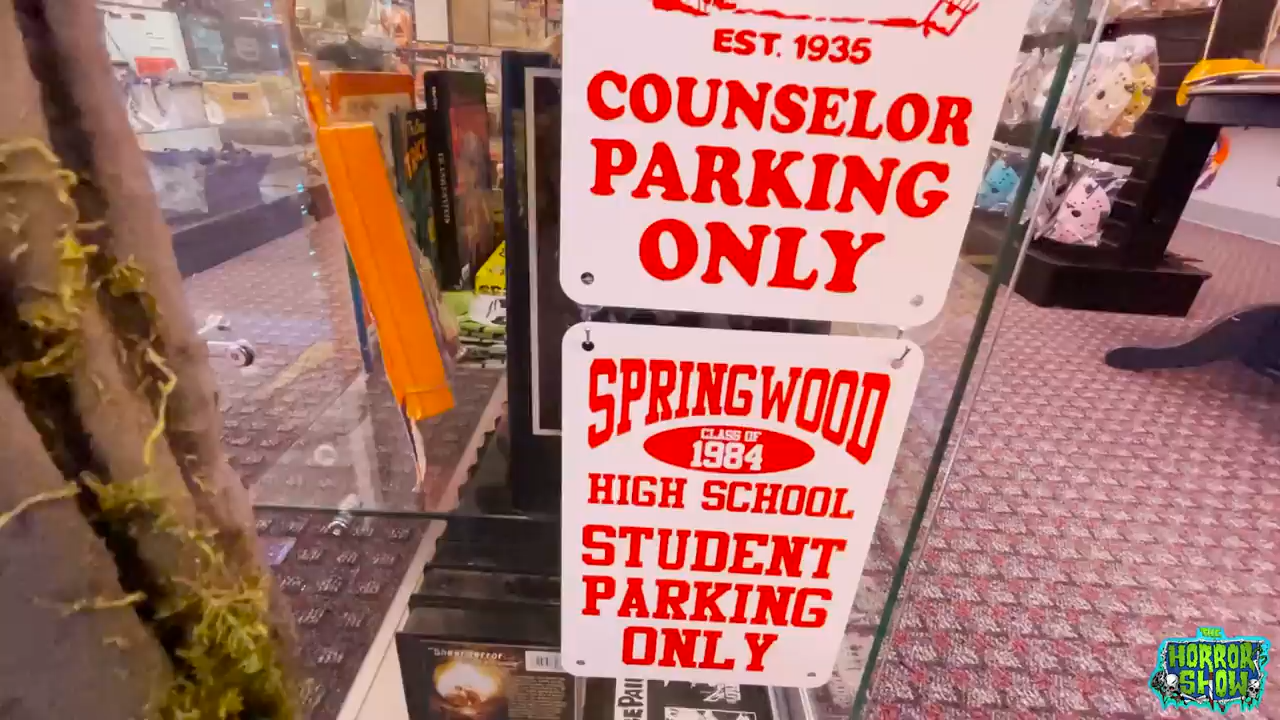 EST. 1935
COUNSELOR
PARKING
ONLY
SPRINGWOOD
CLASS OF
1984
HIGH SCHOOL
STUDENT
PARKING
ONLY
THE
HORROR
SHOW